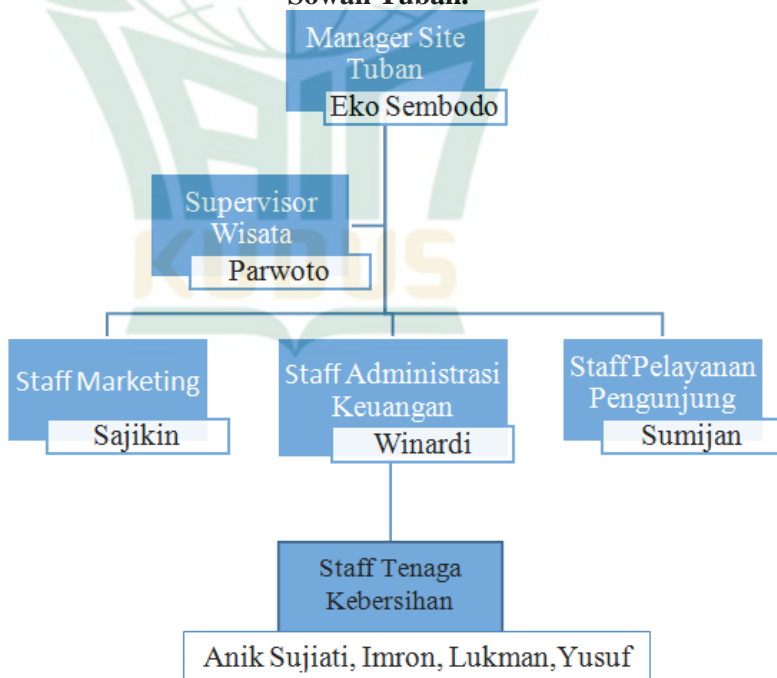 Sowan Tuban.
Manager Site
Tuban
Eko Sembodo
Supervisor
Wisata
Parwoto
Staff Marketing
Sajikin
Staff Administrasi
Keuangan
Winardi
Staff Pelayanan
Pengunjung
Sumijan
Staff Tenaga
Kebersihan
Anik Sujiati, Imron, Lukman,Yusuf
KUDUS